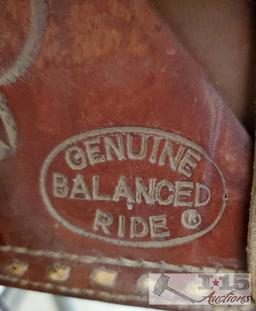 GENUINE
BALANCED
RIDE ®
I-15
Auctions